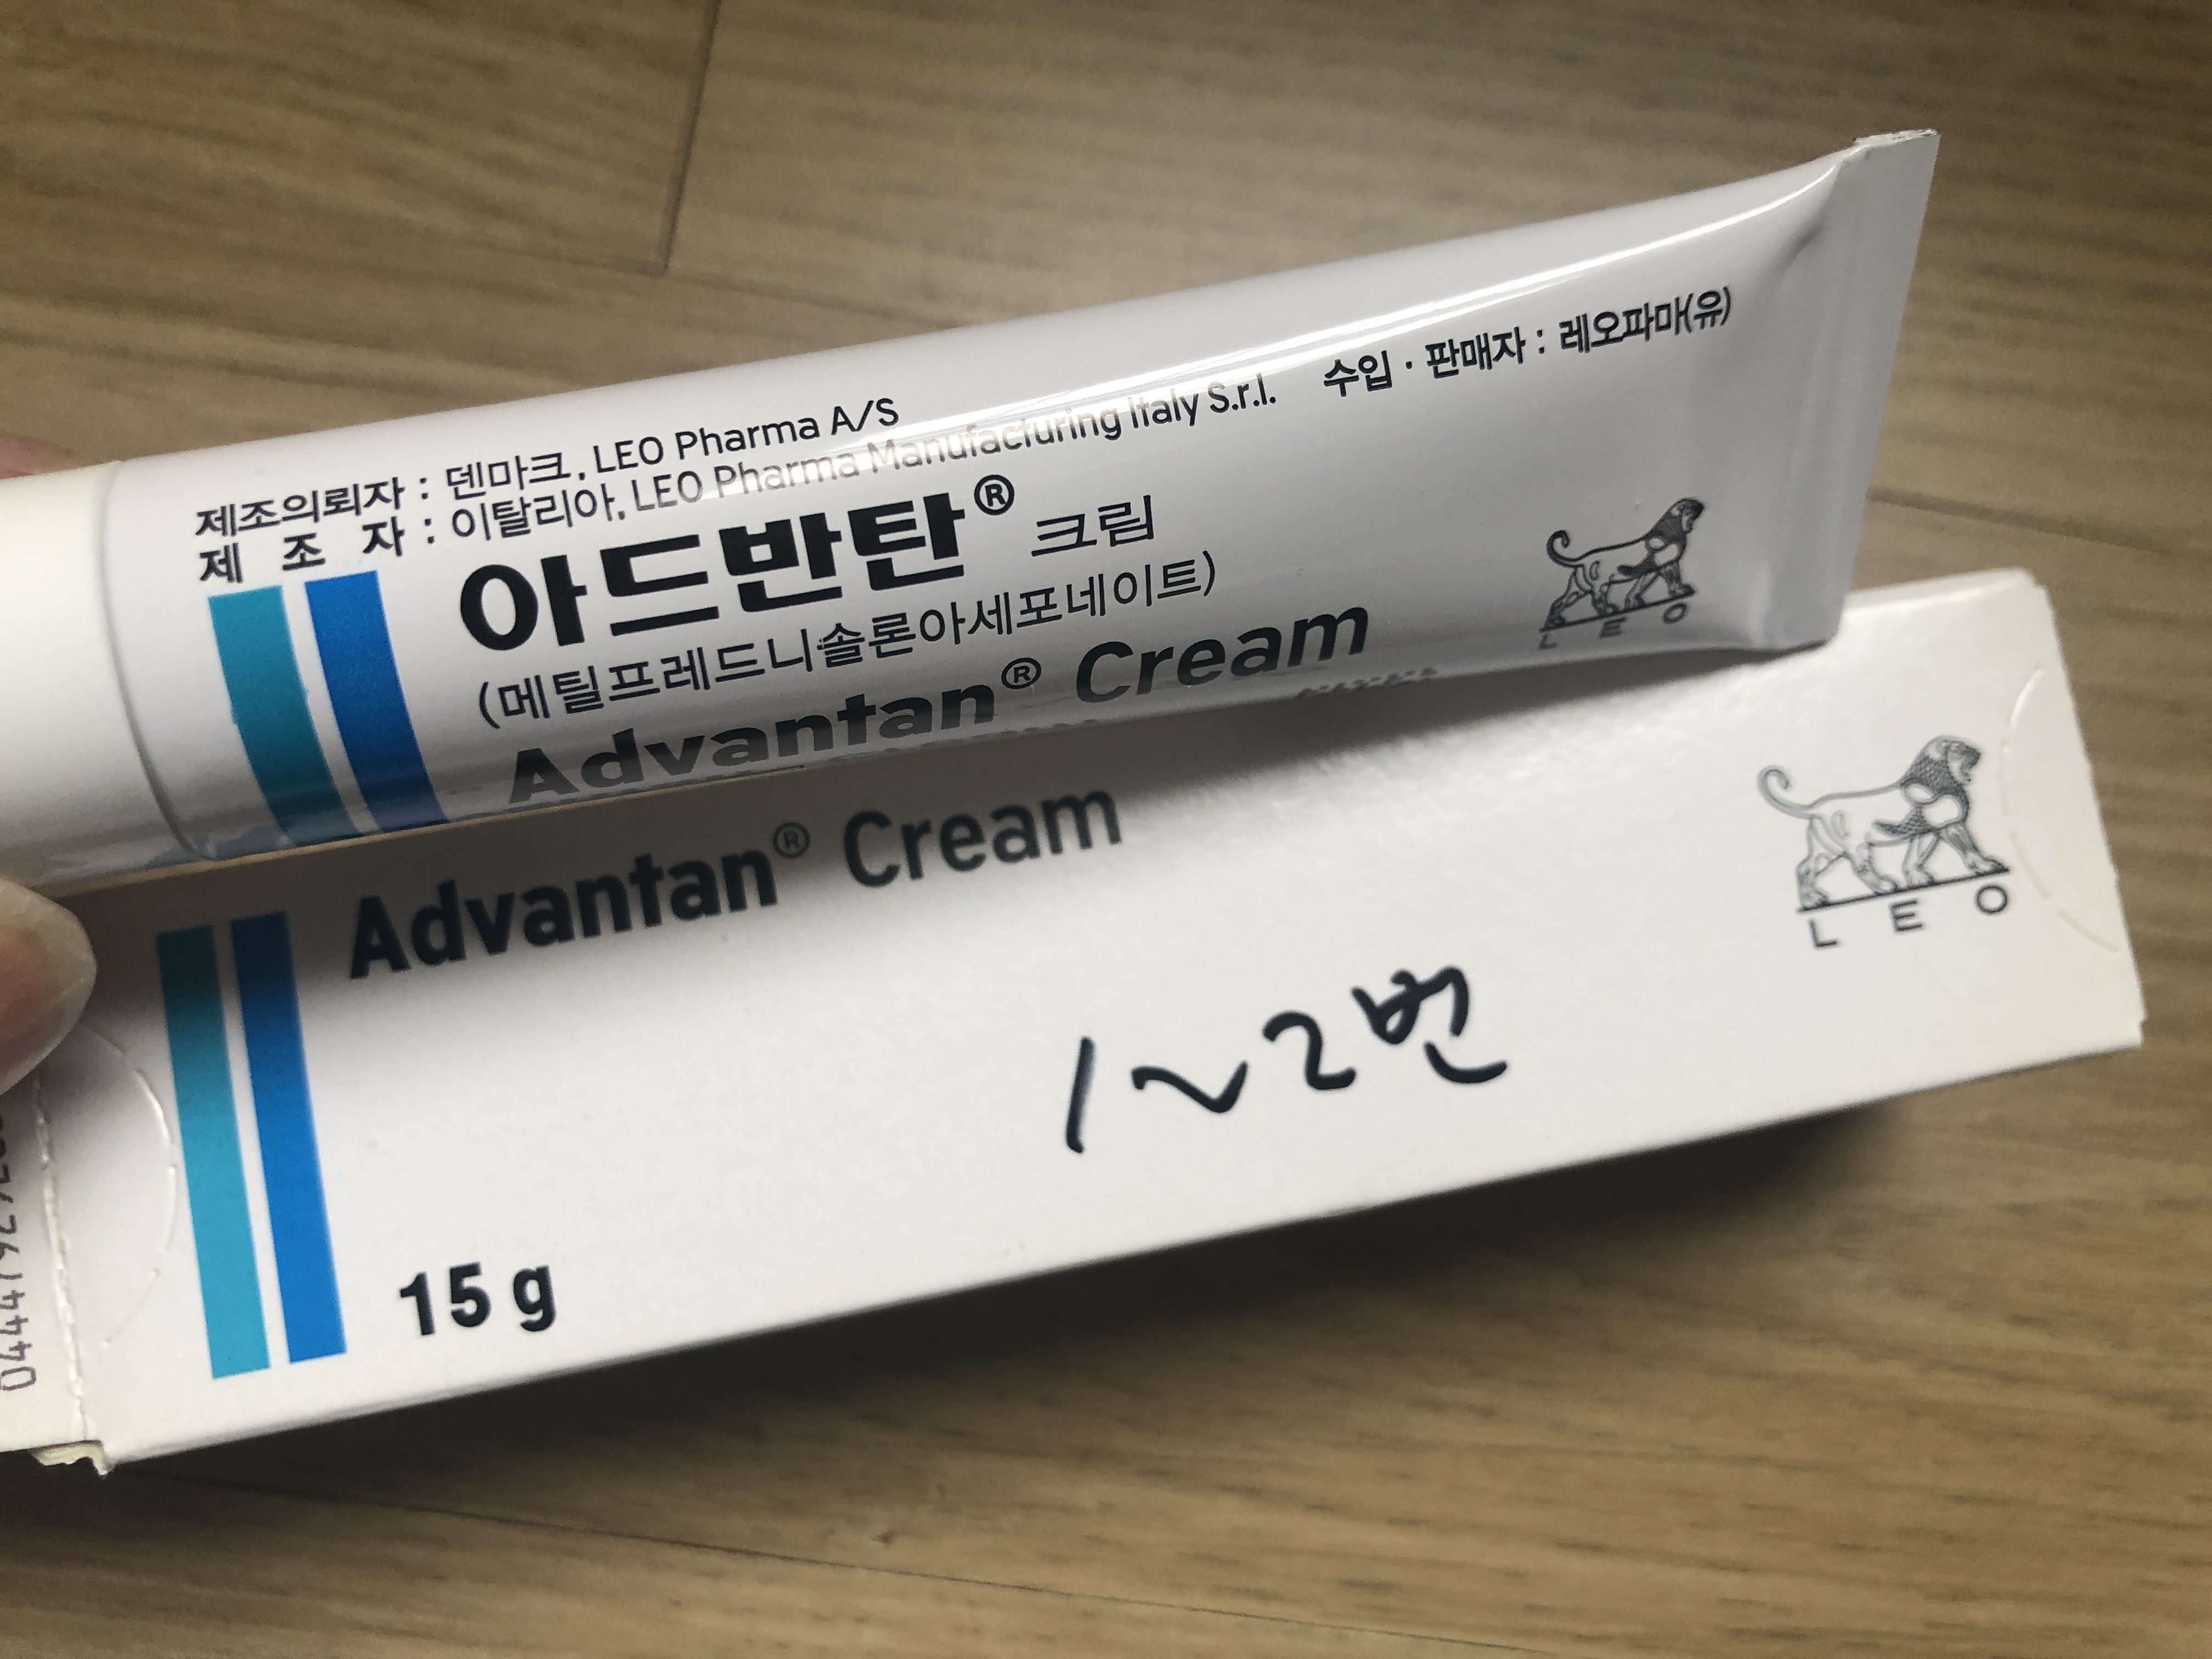 제조의뢰자 : 덴마크, LEO Pharma A/S
제 조 자 : 이탈리아, LEO Pharma Manufacturing Italy S.r.l. 수입 · 판매자 : 레오파마(유)
아드반탄® 크림
(메틸프레드니솔론아세포네이트)
Advantan® Cream
LEO
Advantan® Cream
LEO
1~2번
15 g